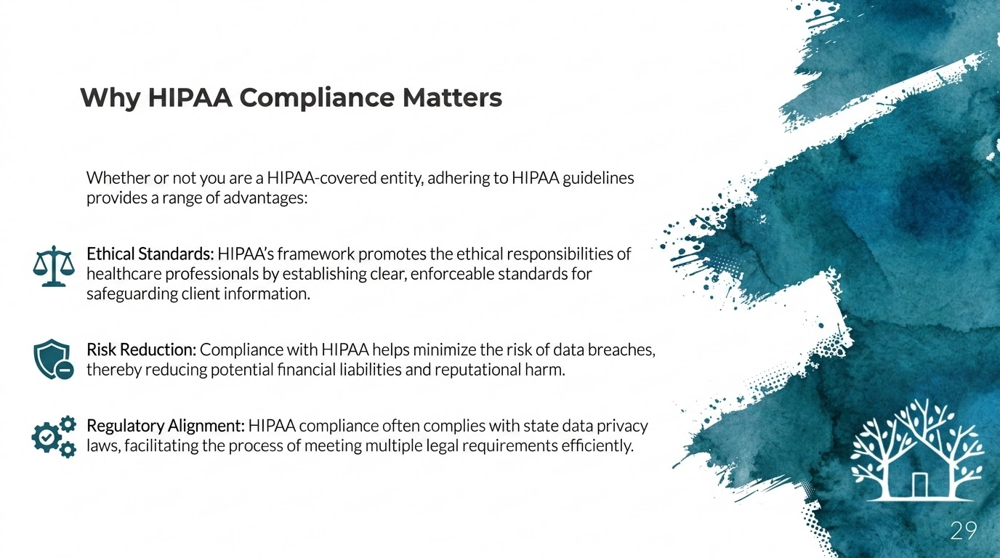 Why HIPAA Compliance Matters
Whether or not you are a HIPAA-covered entity, adhering to HIPAA guidelines
provides a range of advantages:
Ethical Standards: HIPAA's framework promotes the ethical responsibilities of
healthcare professionals by establishing clear, enforceable standards for
safeguarding client information.
Risk Reduction: Compliance with HIPAA helps minimize the risk of data breaches,
thereby reducing potential financial liabilities and reputational harm.
Regulatory Alignment: HIPAA compliance often complies with state data privacy
laws, facilitating the process of meeting multiple legal requirements efficiently.
29